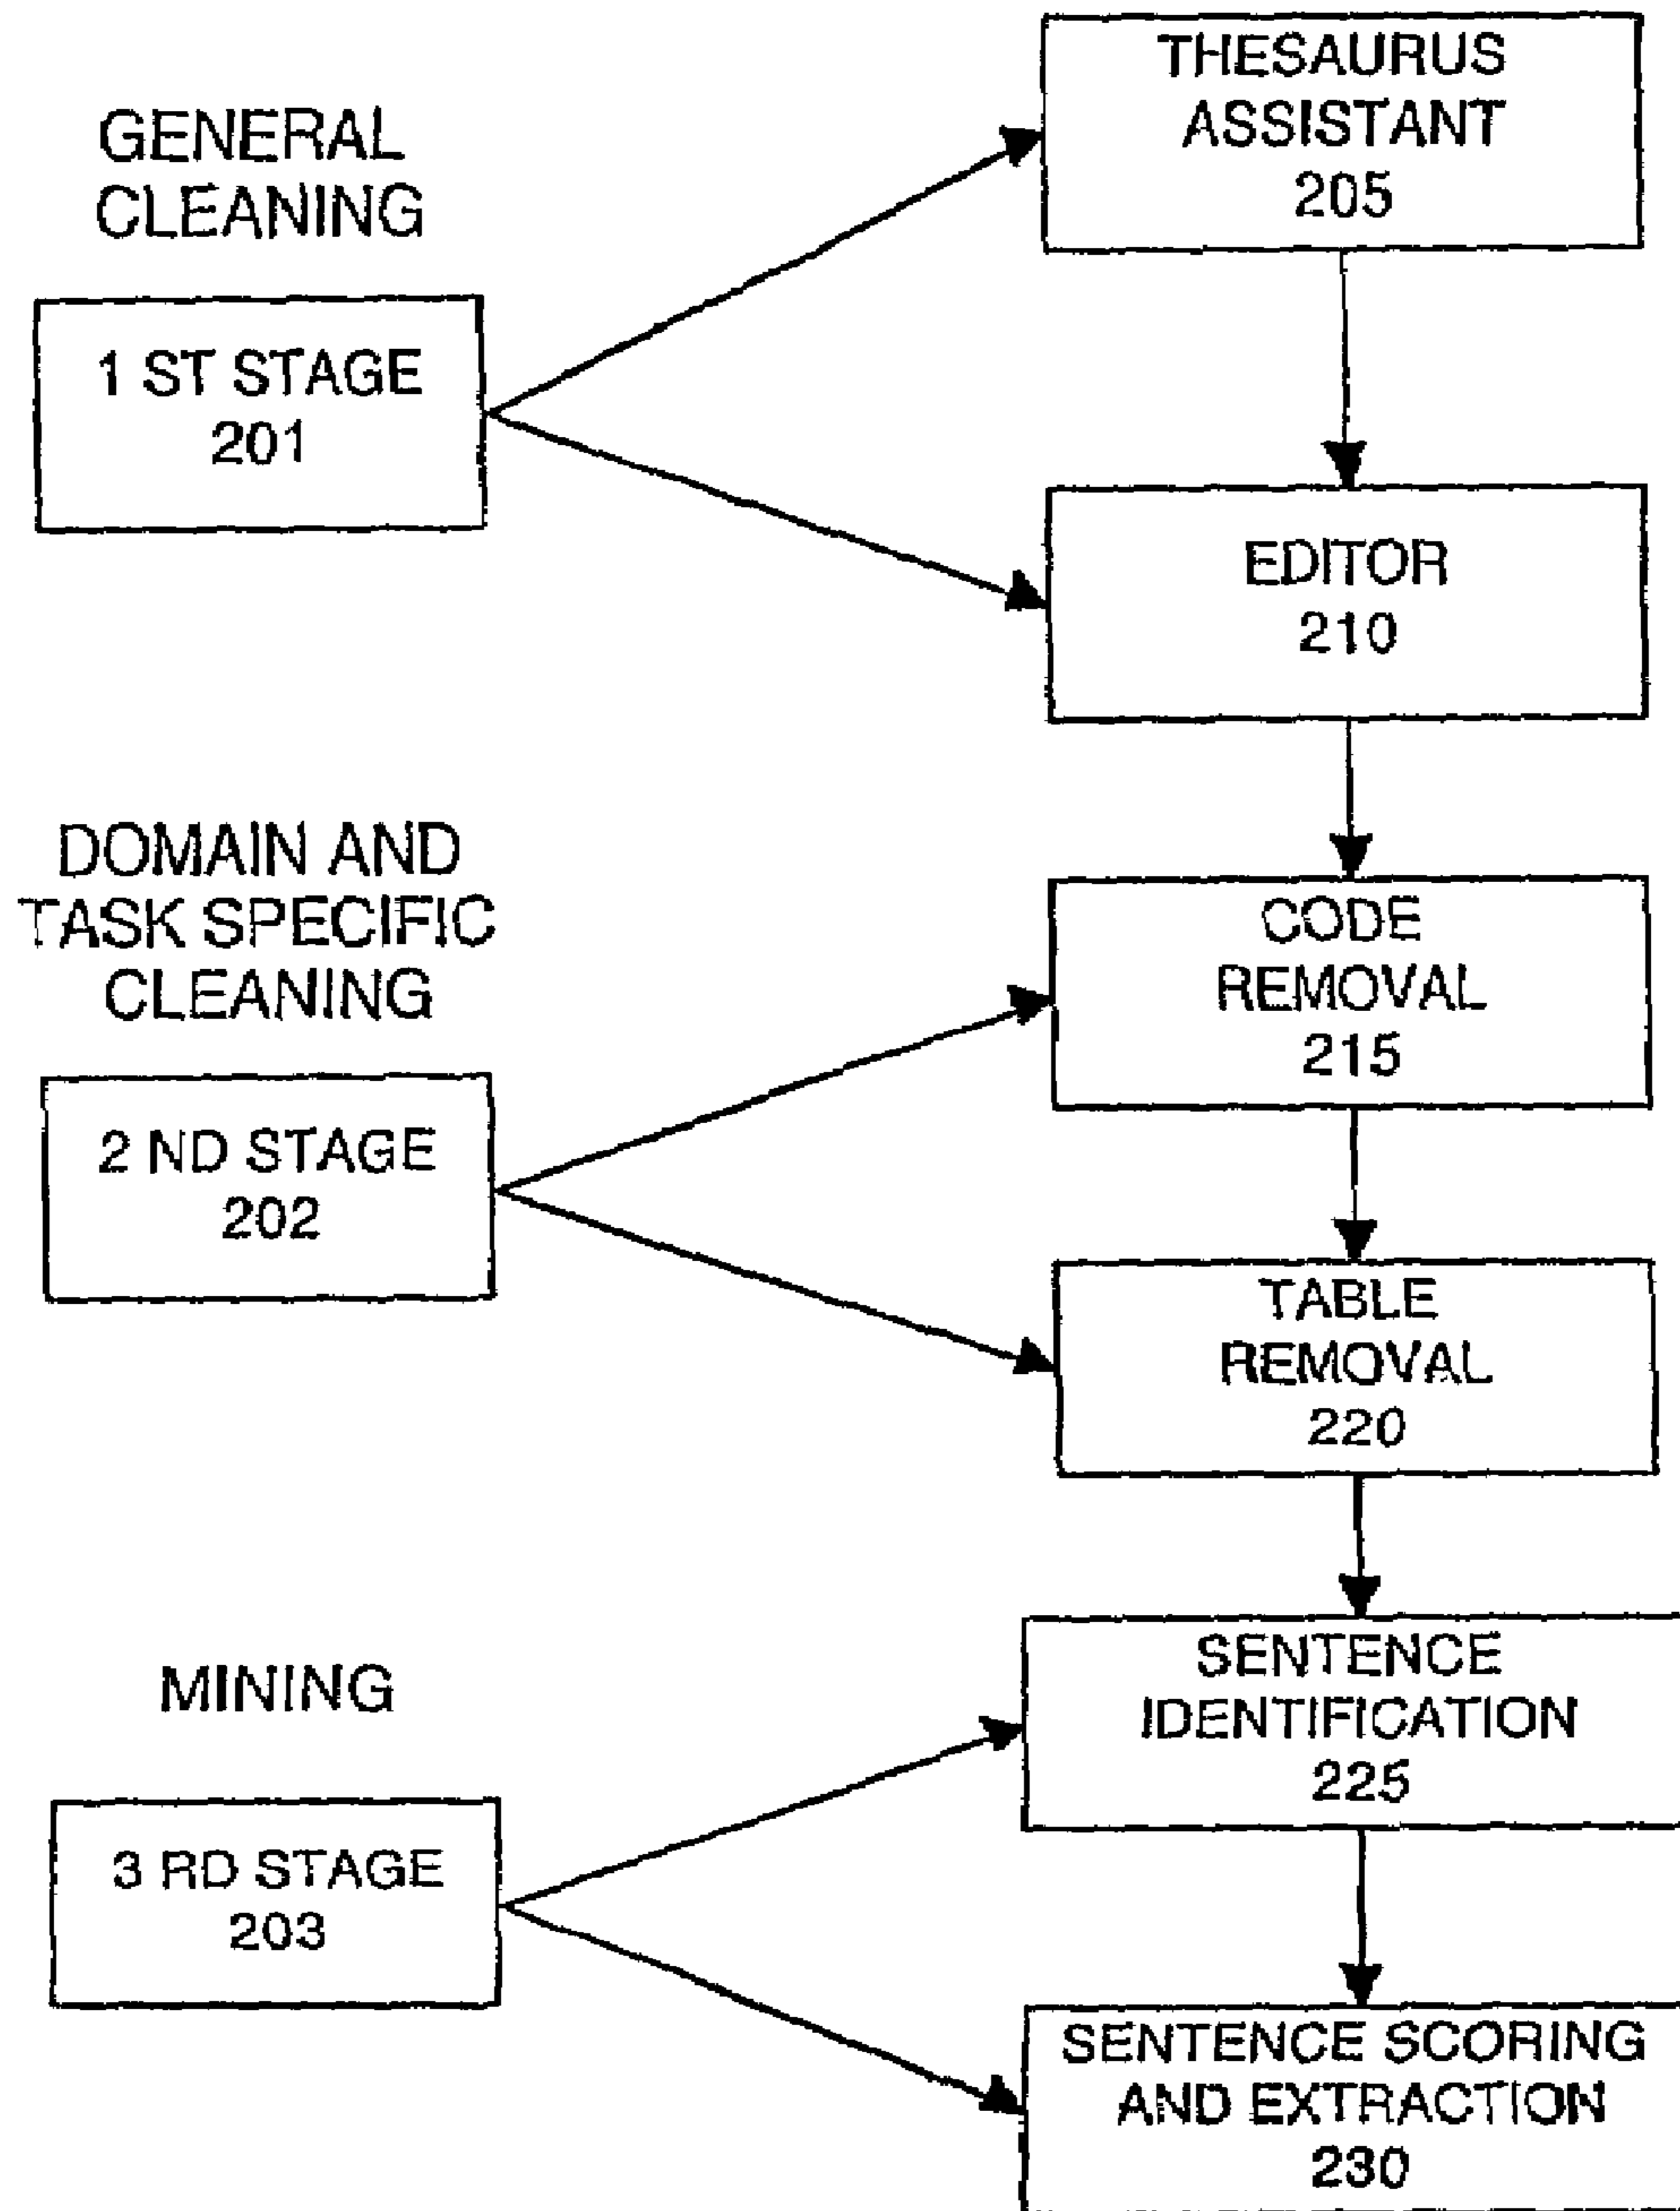 THESAURUS
ASSISTANT
205
GENERAL
CLEANING
1 ST STAGE
201
EDITOR
210
DOMAIN AND
TASK SPECIFIC
CLEANING
CODE
REMOVAL
215
2 ND STAGE
202
TABLE
REMOVAL
220
MINING
SENTENCE
IDENTIFICATION
225
3 RD STAGE
203
SENTENCE SCORING
AND EXTRACTION
230